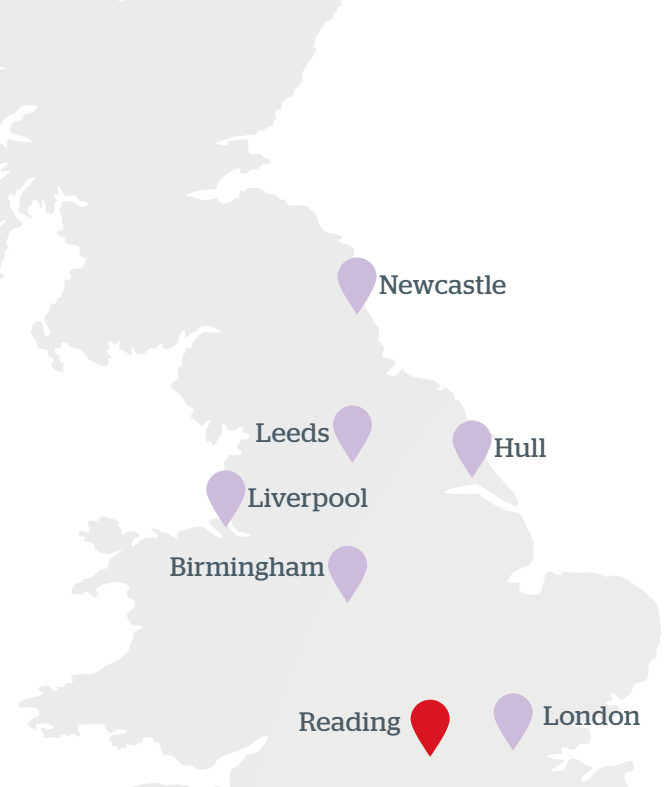 Newcastle
Leeds
Hull
Liverpool
Birmingham
Reading
London